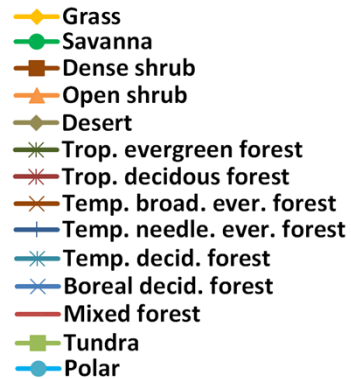 Grass
Savanna
Dense shrub
Open shrub
Desert
Trop. evergreen forest
Trop. decidous forest
Temp. broad. ever. forest
Temp. needle. ever. forest
Temp. decid. forest
Boreal decid. forest
Mixed forest
Tundra
Polar